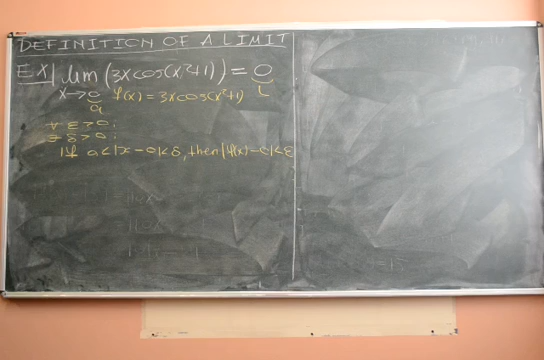 DEFINITION OF A LIMIT
EX| lim (3x cos(x²+1)) = 0
x→0 f(x) = 3x cos(x²+1) L
a
∀ ε > 0 ;
∃ δ > 0 ;
If 0 < |x - 0| < δ, then |f(x) - 0| < ε